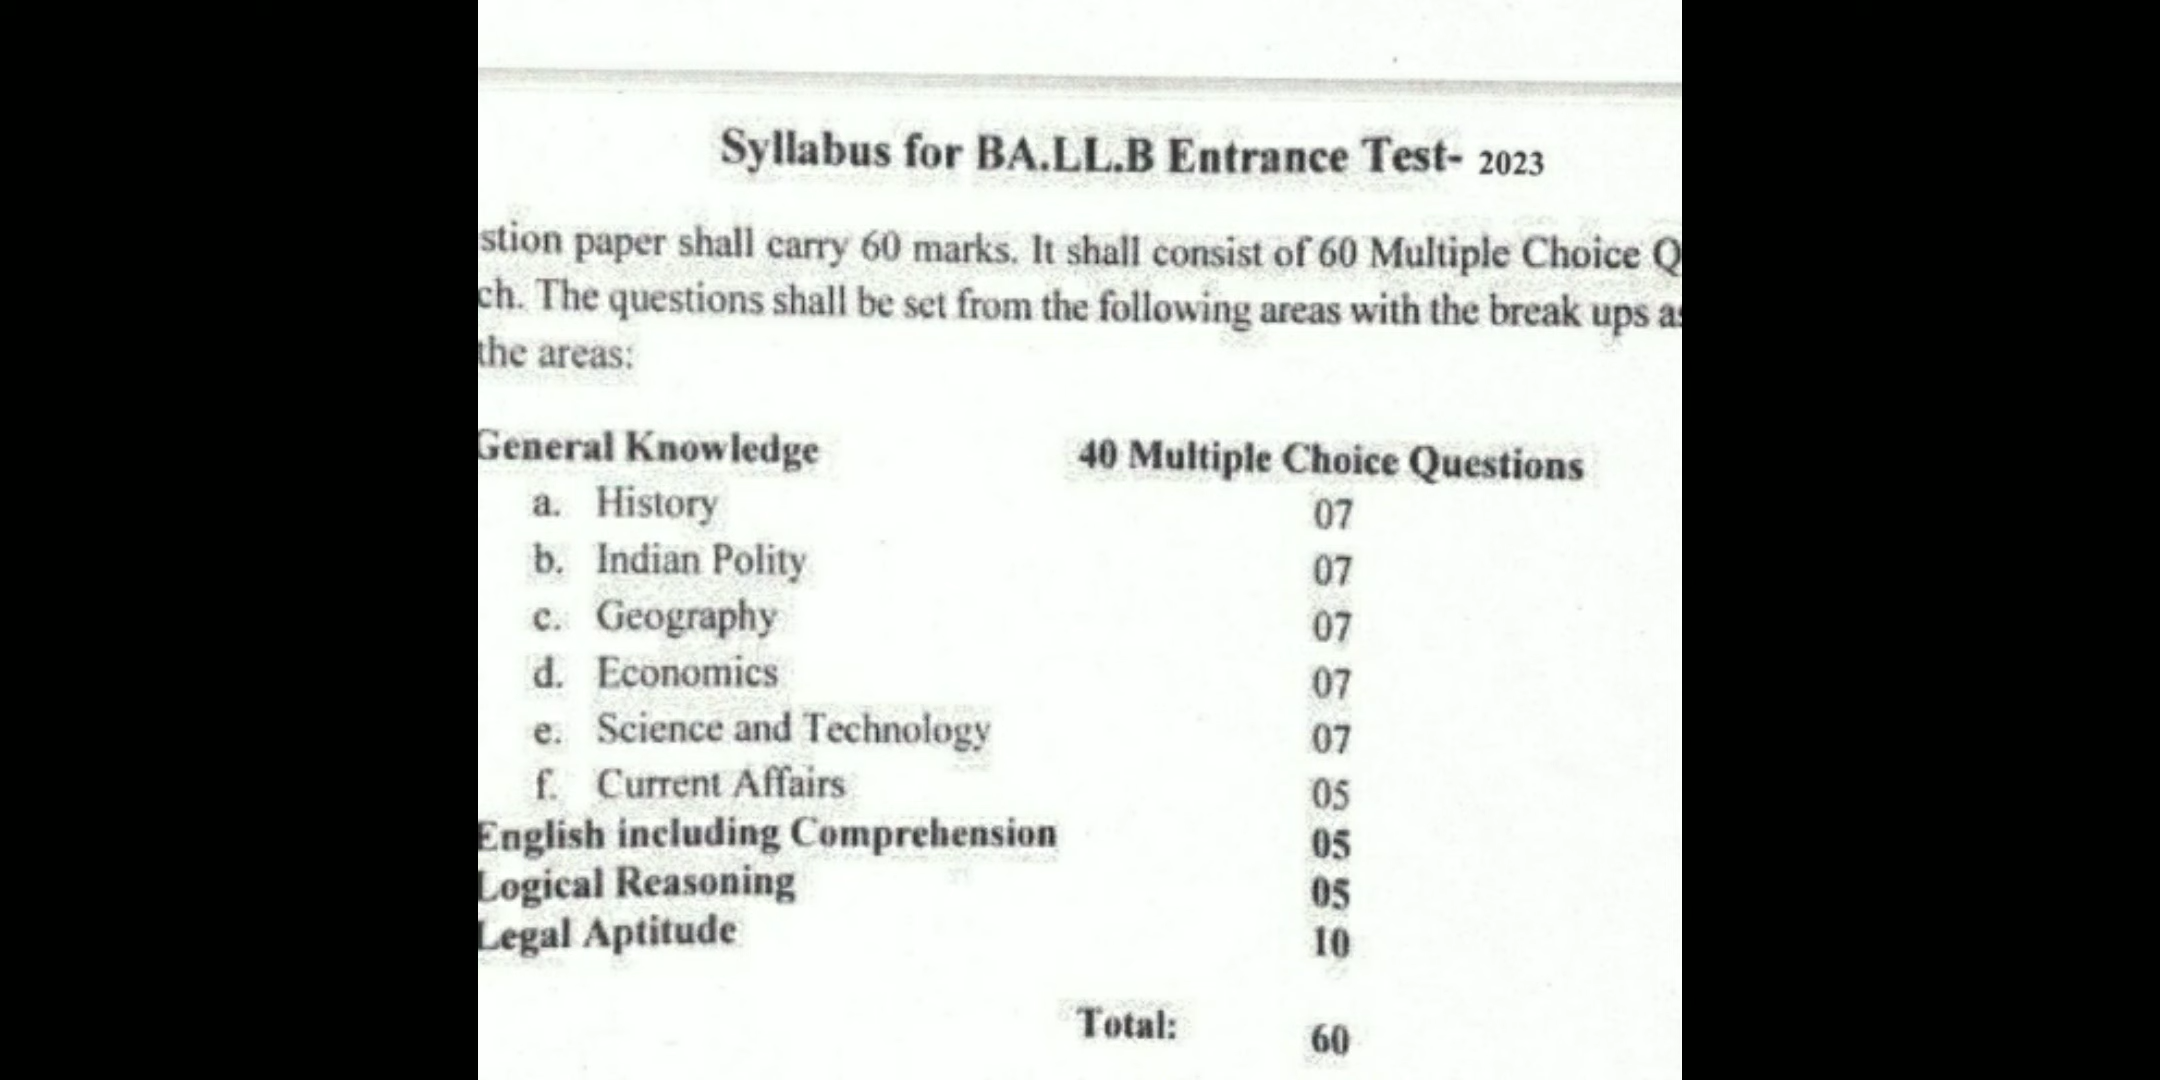 Syllabus for BA.LL.B Entrance Test- 2023
stion paper shall carry 60 marks. It shall consist of 60 Multiple Choice Q
ch. The questions shall be set from the following areas with the break ups as
the areas:
General Knowledge 40 Multiple Choice Questions
a. History 07
b. Indian Polity 07
c. Geography 07
d. Economics 07
e. Science and Technology 07
f. Current Affairs 05
English including Comprehension 05
Logical Reasoning 05
Legal Aptitude 10
Total: 60